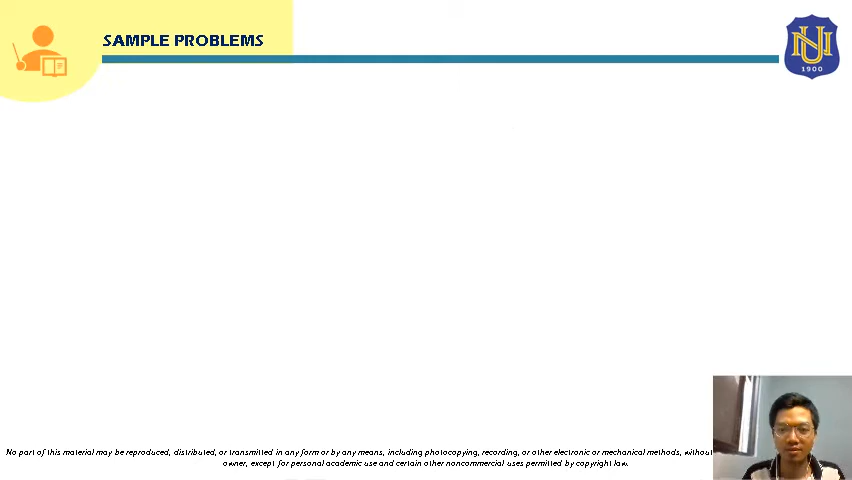 SAMPLE PROBLEMS
NU
1900
No part of this material may be reproduced, distributed, or transmitted in any form or by any means, including photocopying, recording, or other electronic or mechanical methods, without
owner, except for personal academic use and certain other noncommercial uses permitted by copyright law.